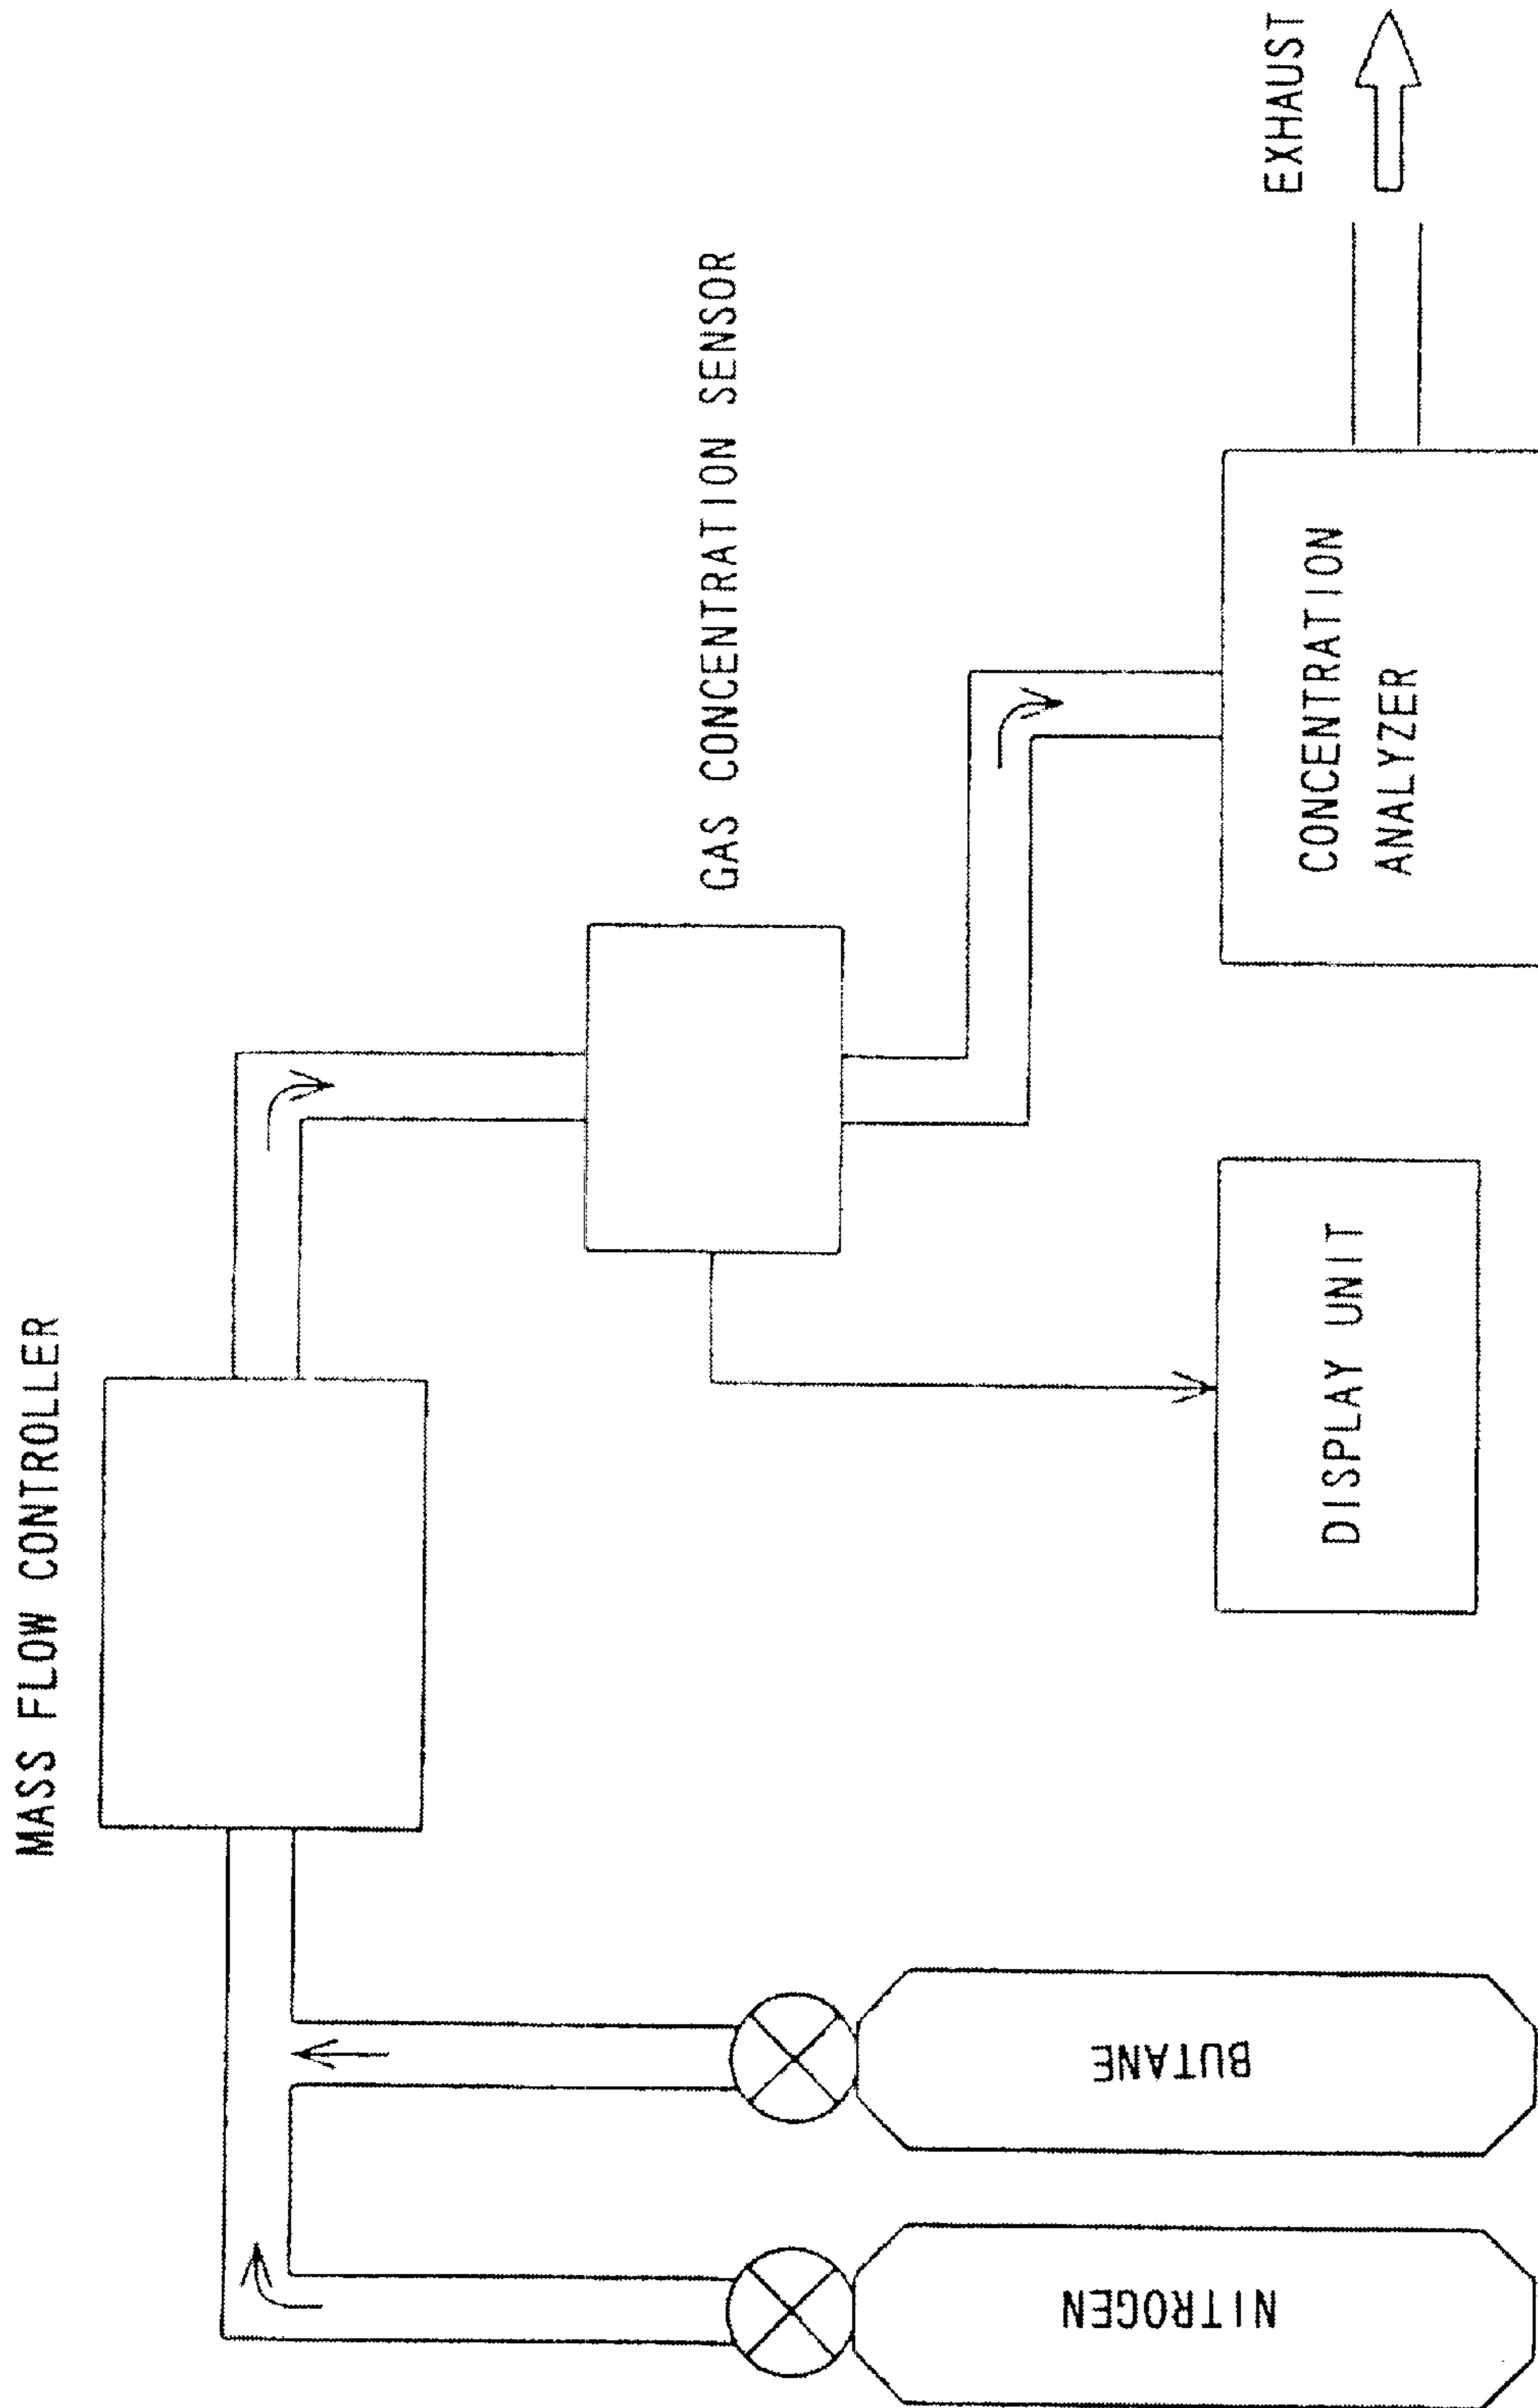 MASS FLOW CONTROLLER
GAS CONCENTRATION SENSOR
EXHAUST
CONCENTRATION
ANALYZER
DISPLAY UNIT
NITROGEN
BUTANE